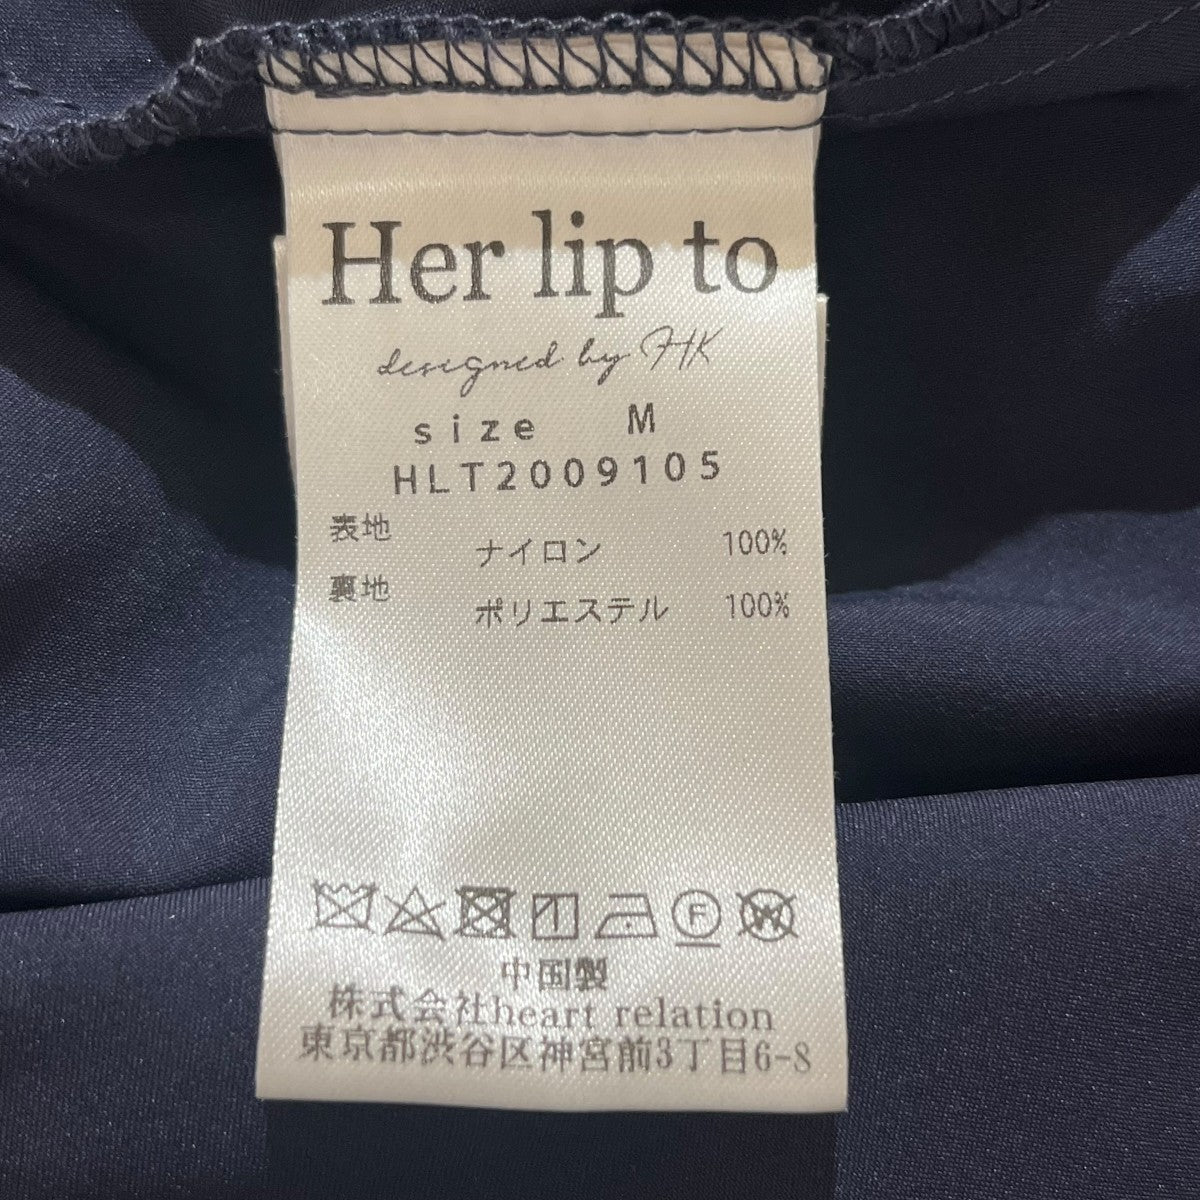 Her lip to
designed by HK
size M
HLT2009105
表地 ナイロン 100%
裏地 ポリエステル 100%
F W
中国製
株式会社heart relation
東京都渋谷区神宮前3丁目6-8